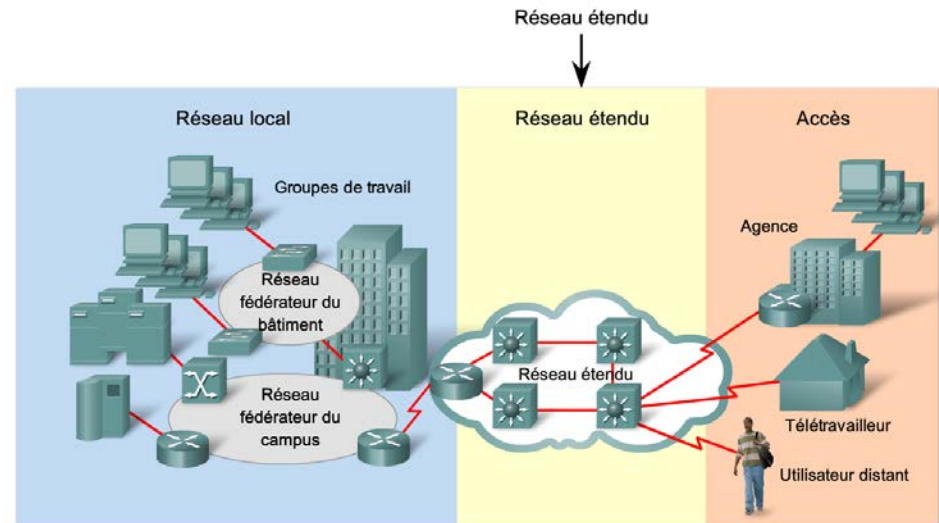 Réseau étendu
Réseau local
Réseau étendu
Accès
Groupes de travail
Agence
Réseau
fédérateur du
bâtiment
Réseau étendu
Réseau
fédérateur du
campus
Télétravailleur
Utilisateur distant